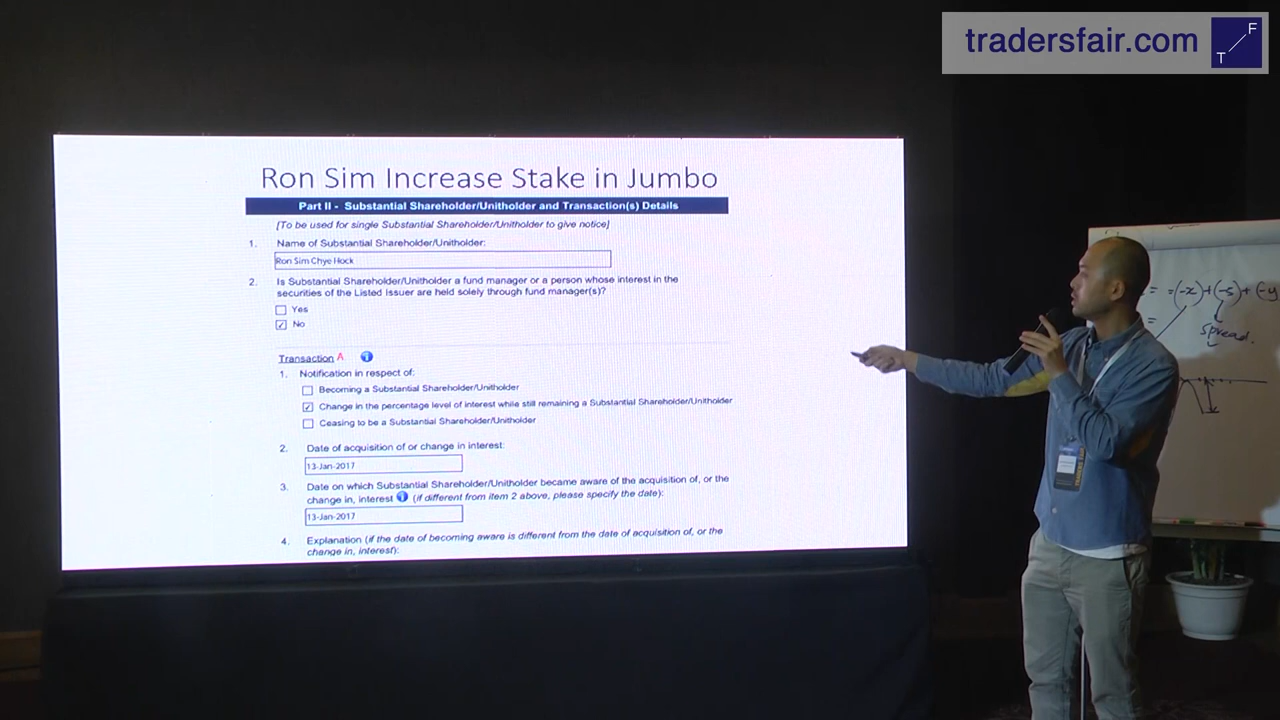 tradersfair.com
T F
Ron Sim Increase Stake in Jumbo
Part II - Substantial Shareholder/Unitholder and Transaction(s) Details
[To be used for single Substantial Shareholder/Unitholder to give notice]
1. Name of Substantial Shareholder/Unitholder:
Ron Sim Chye Hock
2. Is Substantial Shareholder/Unitholder a fund manager or a person whose interest in the
securities of the Listed Issuer are held solely through fund manager(s)?
Yes
No
Transaction A
1. Notification in respect of:
Becoming a Substantial Shareholder/Unitholder
Change in the percentage level of interest while still remaining a Substantial Shareholder/Unitholder
Ceasing to be a Substantial Shareholder/Unitholder
2. Date of acquisition of or change in interest:
13-Jan-2017
3. Date on which Substantial Shareholder/Unitholder became aware of the acquisition of, or the
change in, interest (if different from item 2 above, please specify the date):
13-Jan-2017
4. Explanation (if the date of becoming aware is different from the date of acquisition of, or the
change in, interest):
= =(-x)+(-s)+(-y
=
spread.